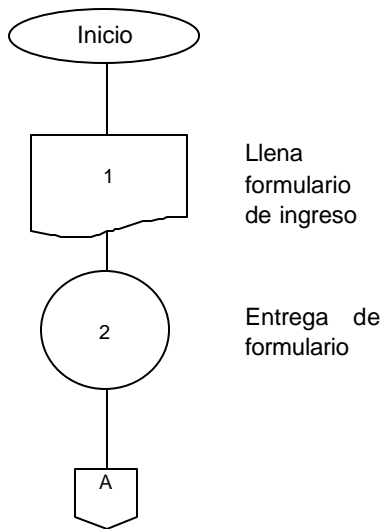 Inicio
1
Llena
formulario
de ingreso
2
Entrega de
formulario
A